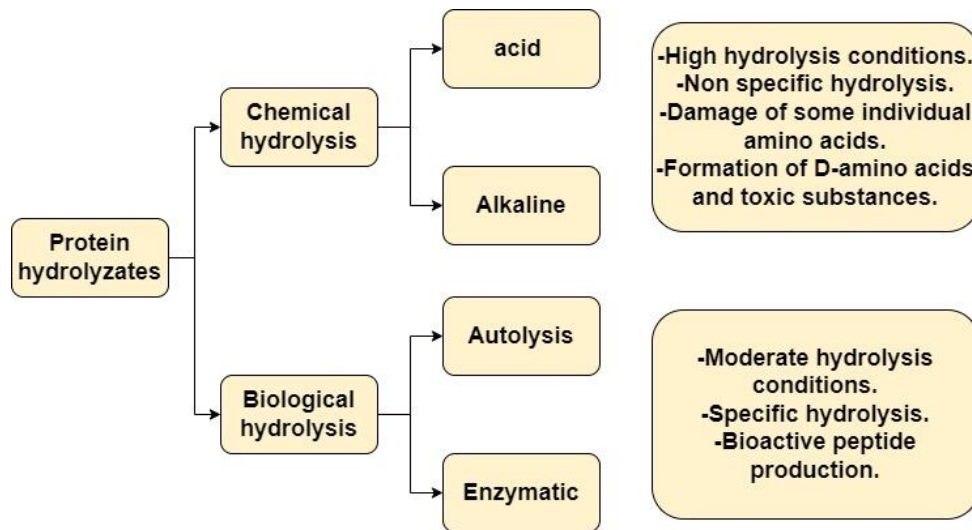 Protein
hydrolyzates
Chemical
hydrolysis
acid
Alkaline
-High hydrolysis conditions.
-Non specific hydrolysis.
-Damage of some individual
amino acids.
-Formation of D-amino acids
and toxic substances.
Biological
hydrolysis
Autolysis
Enzymatic
-Moderate hydrolysis
conditions.
-Specific hydrolysis.
-Bioactive peptide
production.